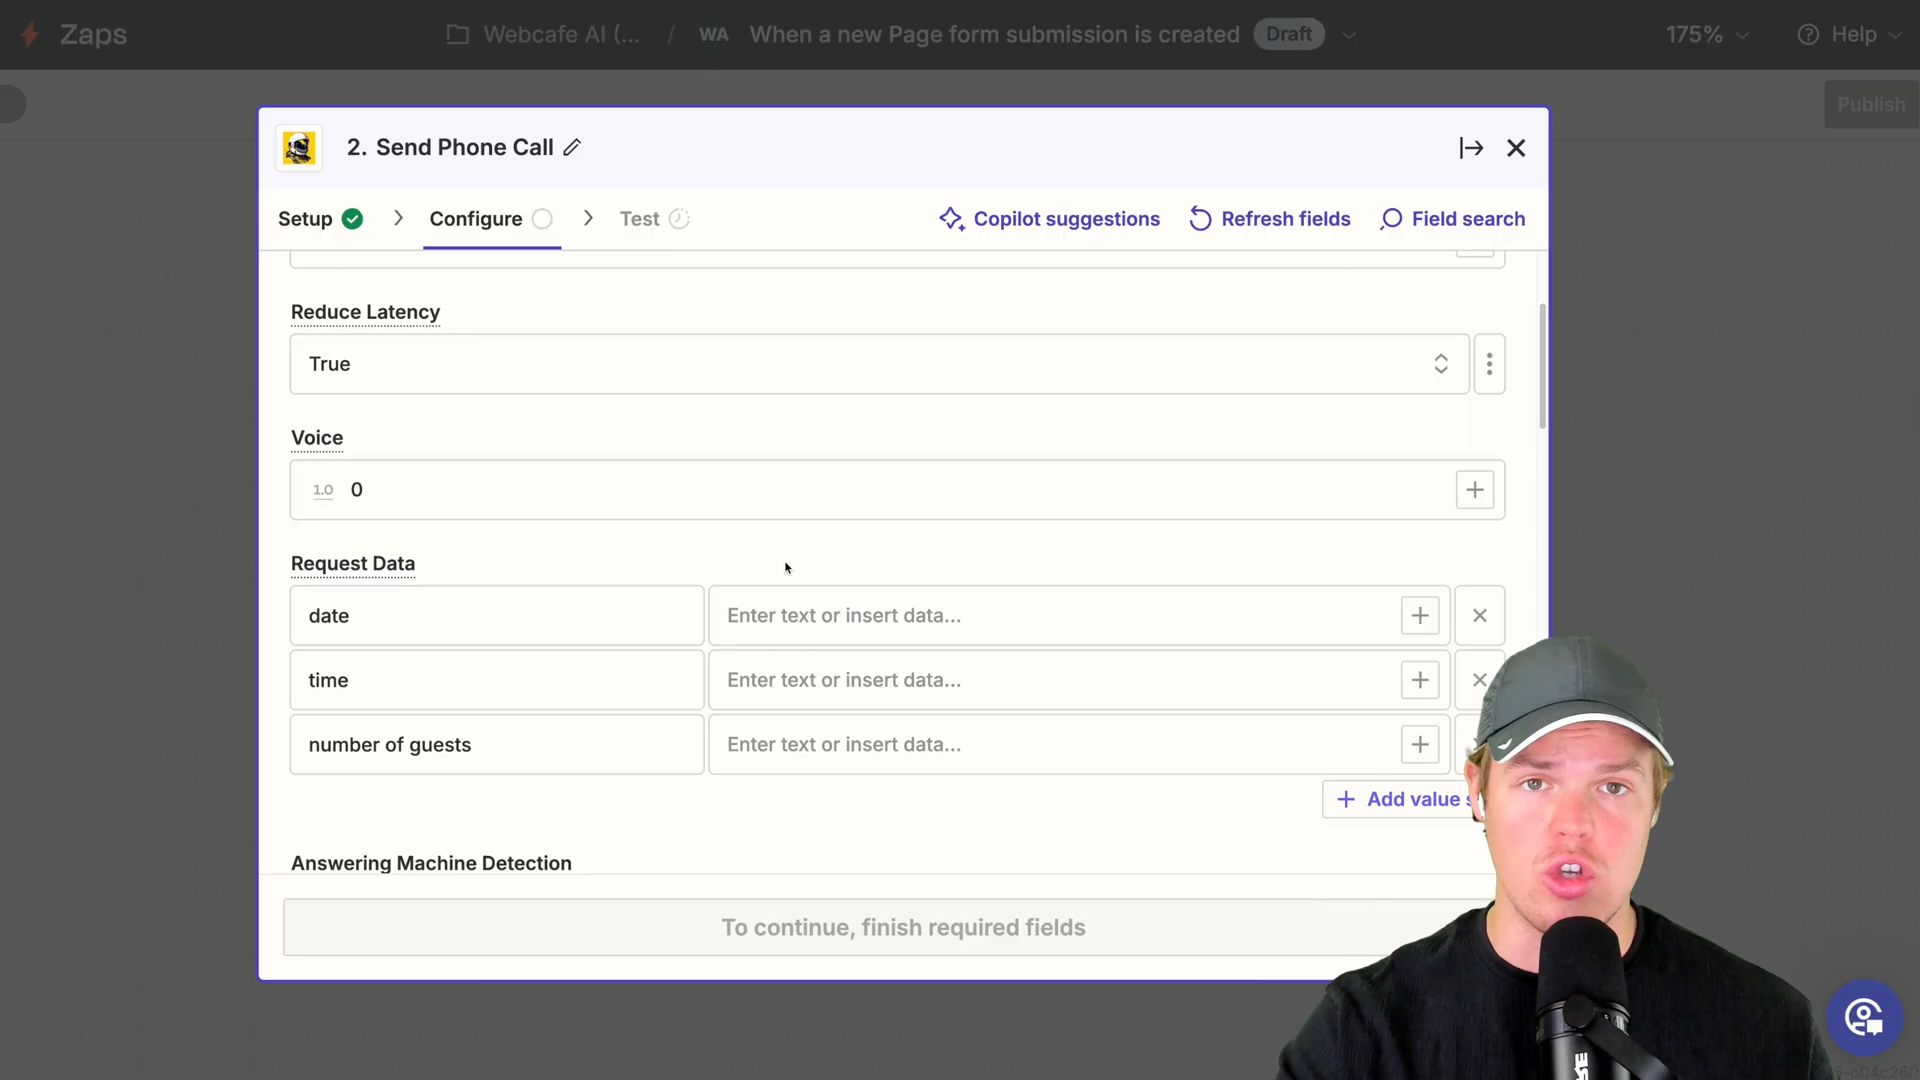 Zaps
Webcafe AI (... / WA When a new Page form submission is created Draft
175% Help
Publish
2. Send Phone Call
Setup > Configure > Test
Copilot suggestions Refresh fields Field search
Reduce Latency
True
Voice
1.0 0
Request Data
date Enter text or insert data...
time Enter text or insert data...
number of guests Enter text or insert data...
+ Add value
Answering Machine Detection
To continue, finish required fields